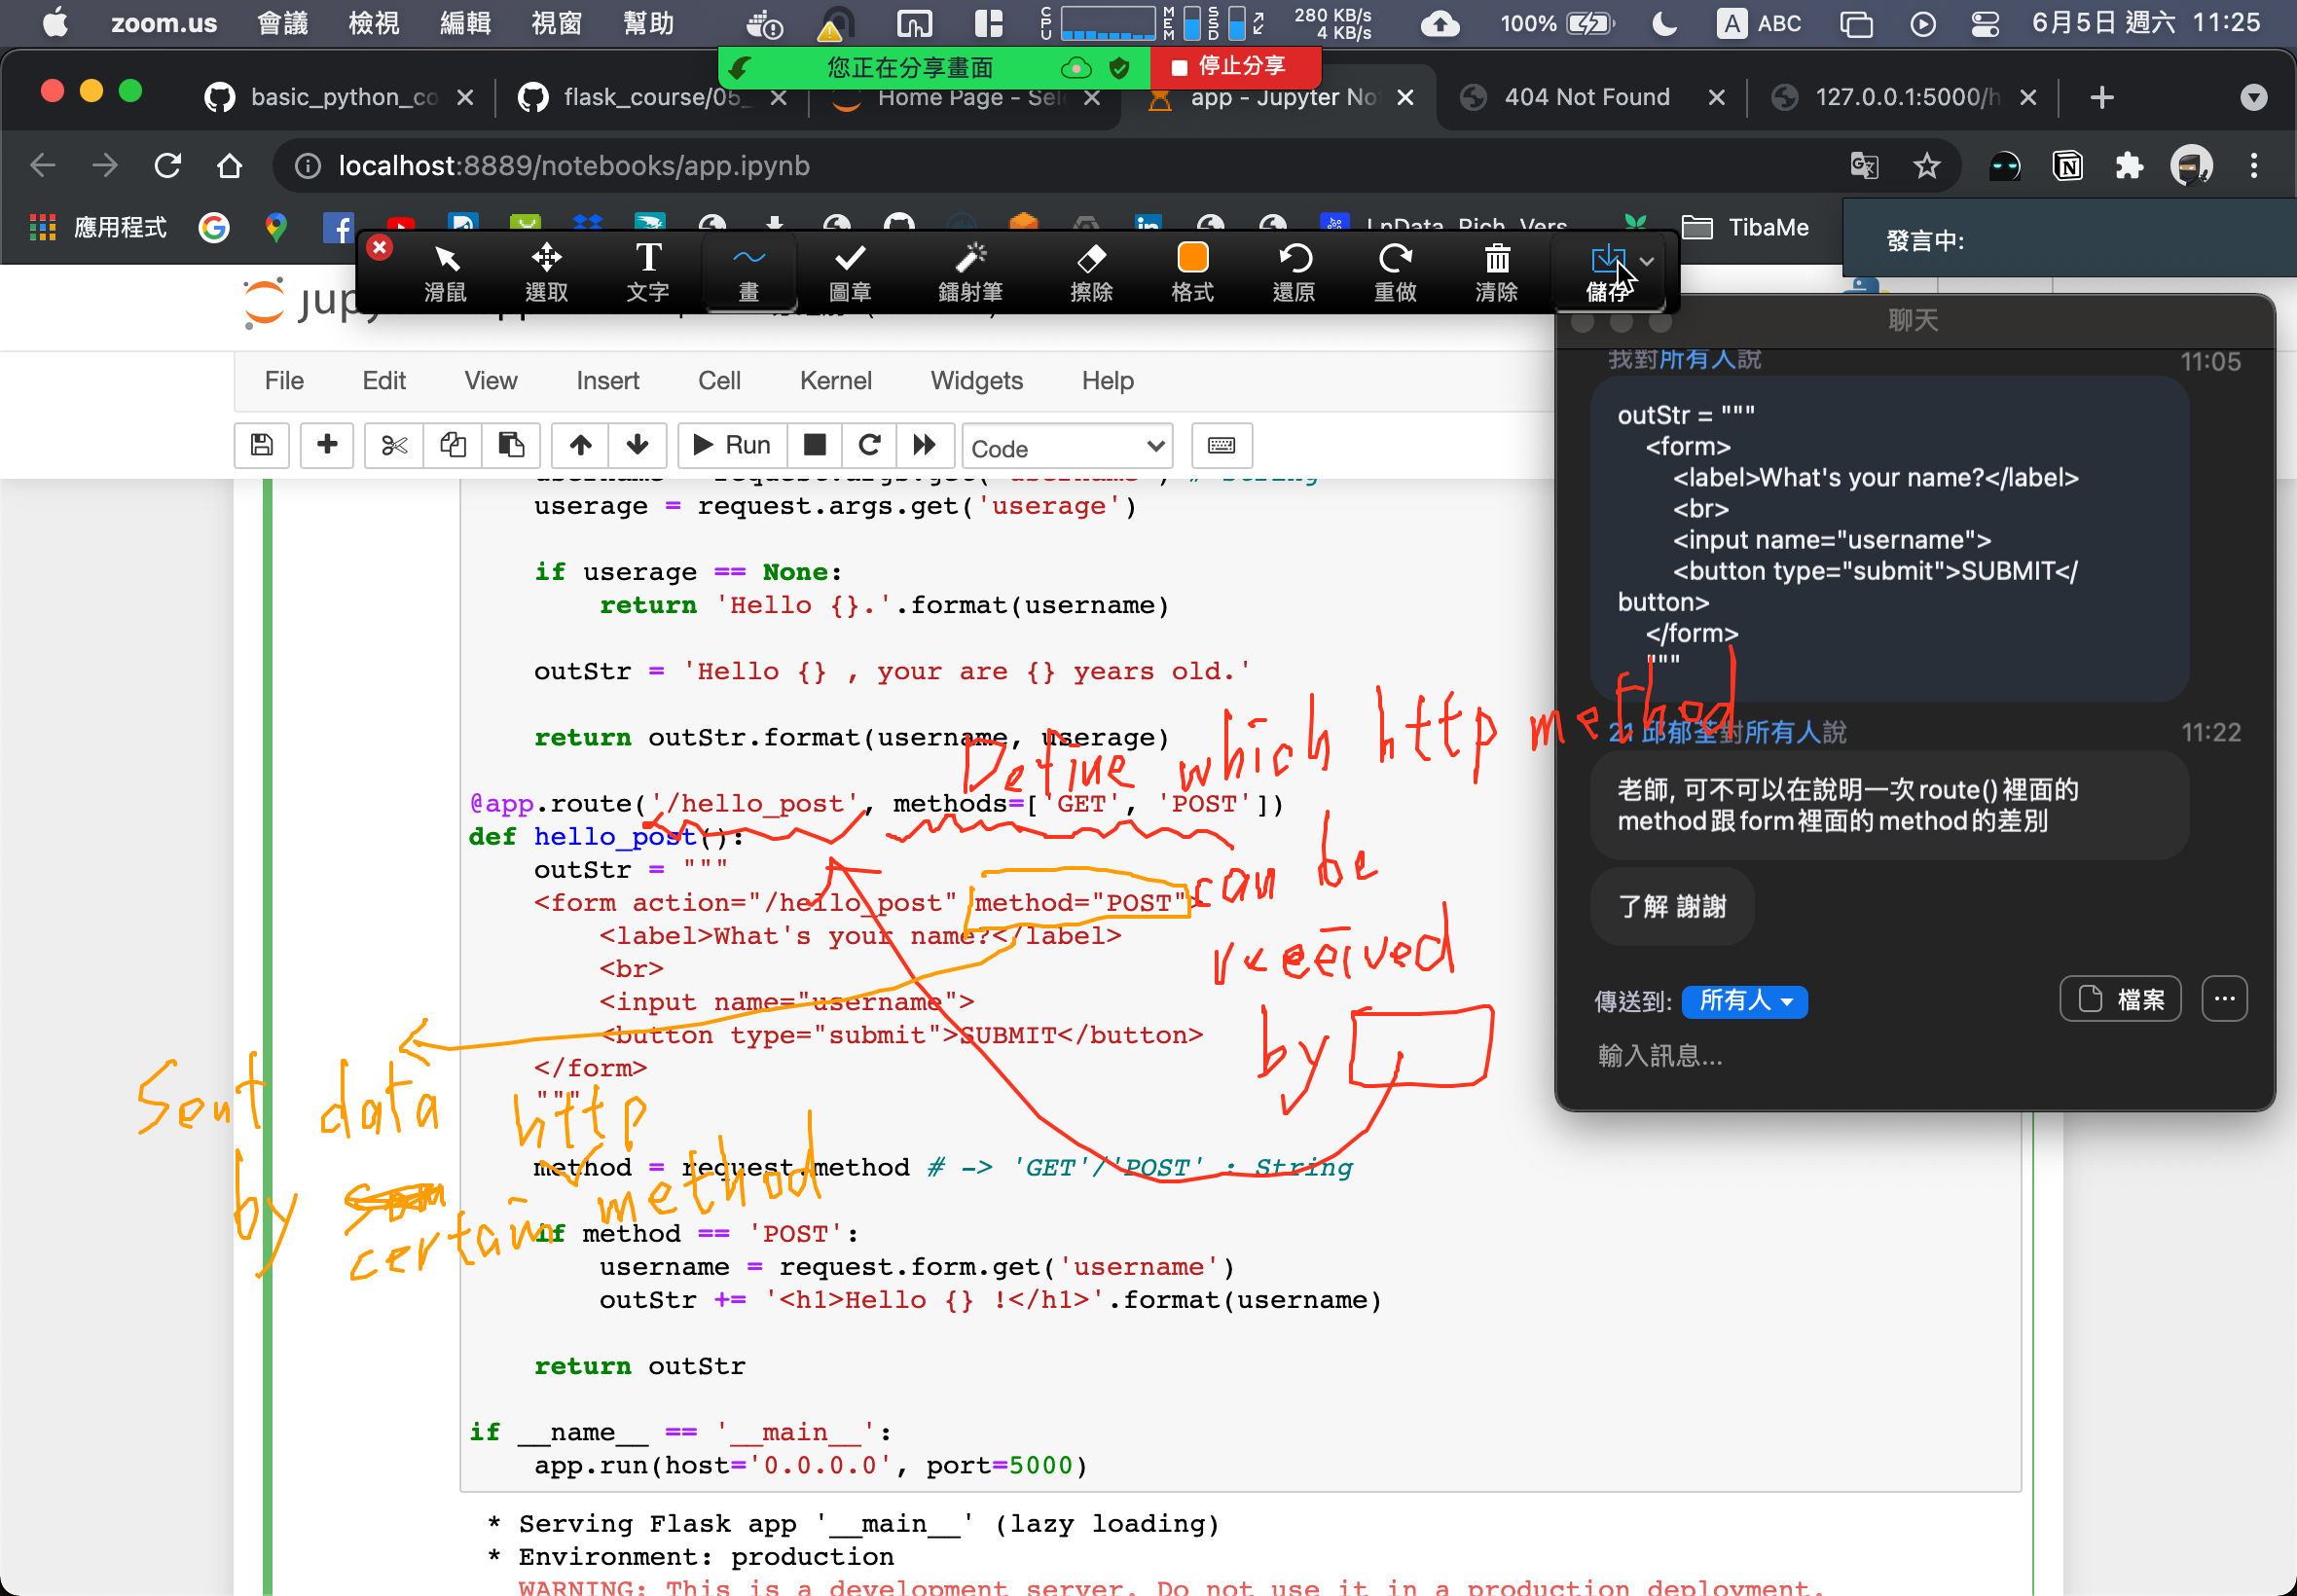 zoom.us 會議 檢視 編輯 視窗 幫助 CPU MEM SSD 280 KB/s 4 KB/s 100% A ABC 6月5日 週六 11:25
您正在分享畫面 停止分享
basic_python_co flask_course/05_ Home Page - Sel app - Jupyter No 404 Not Found 127.0.0.1:5000/h
localhost:8889/notebooks/app.ipynb
應用程式 LnData_Rich_Vers TibaMe
發言中:
滑鼠 選取 文字 畫 圖章 鐳射筆 擦除 格式 還原 重做 清除 儲存
File Edit View Insert Cell Kernel Widgets Help
Run Code
username = request.args.get('username') # String
userage = request.args.get('userage')
if userage == None:
return 'Hello {}.'.format(username)
outStr = 'Hello {} , your are {} years old.'
return outStr.format(username, userage)
@app.route('/hello_post', methods=['GET', 'POST'])
def hello_post():
outStr = """
<form action="/hello_post" method="POST">
<label>What's your name?</label>
<br>
<input name="username">
<button type="submit">SUBMIT</button>
</form>
"""
method = request.method # -> 'GET'/'POST' : String
if method == 'POST':
username = request.form.get('username')
outStr += '<h1>Hello {} !</h1>'.format(username)
return outStr
if __name__ == '__main__':
app.run(host='0.0.0.0', port=5000)
* Serving Flask app '__main__' (lazy loading)
* Environment: production
WARNING: This is a development server. Do not use it in a production deployment.
Define which http method
can be
received
by
Sent data http
by certain method
聊天
我對所有人說 11:05
outStr = """
<form>
<label>What's your name?</label>
<br>
<input name="username">
<button type="submit">SUBMIT</
button>
</form>
"""
21 邱郁荃對所有人說 11:22
老師, 可不可以在說明一次route()裡面的
method跟form裡面的method的差別
了解 謝謝
傳送到: 所有人 檔案
輸入訊息...